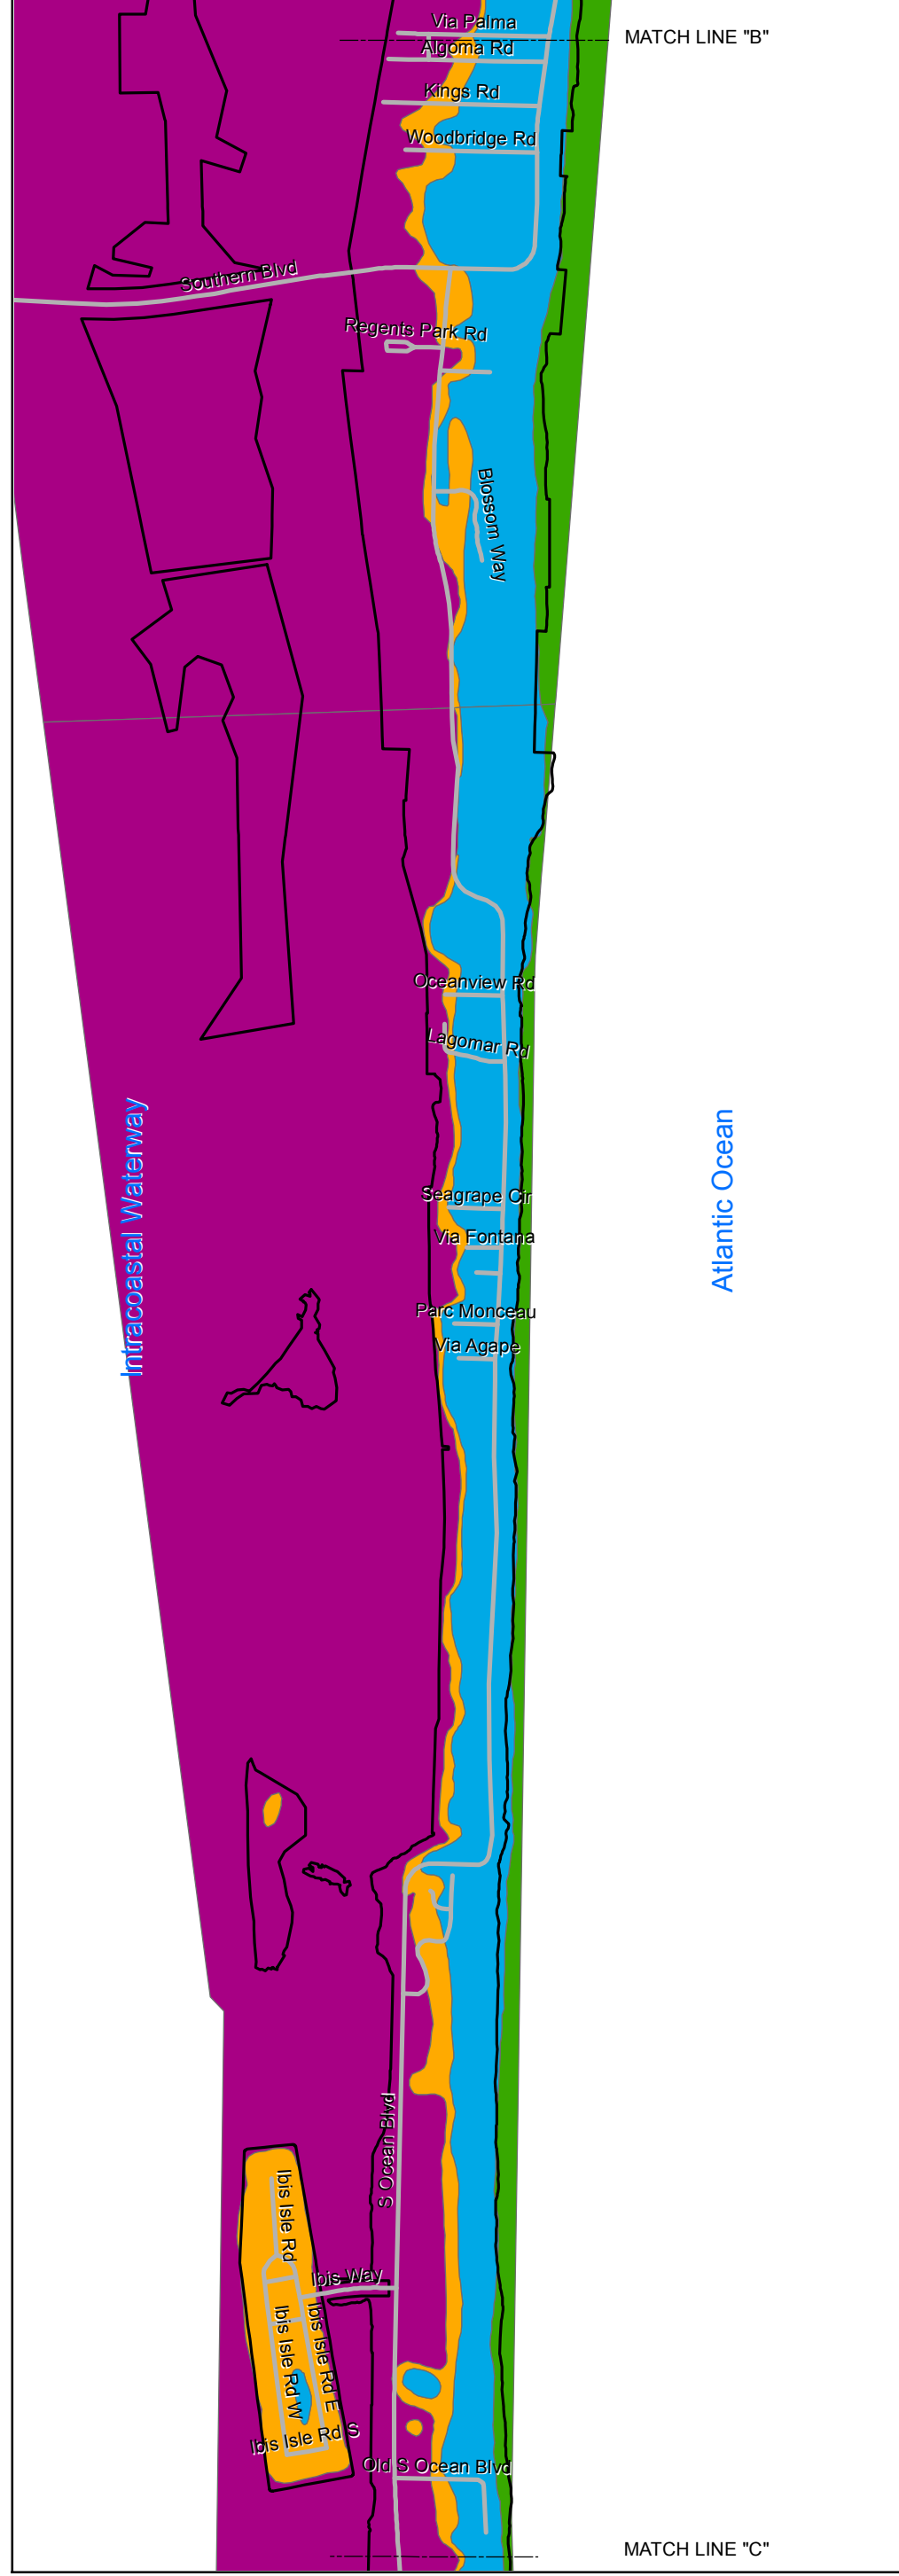 Via Palma
MATCH LINE "B"
Algoma Rd
Kings Rd
Woodbridge Rd
Southern Blvd
Regents Park Rd
Blossom Way
Oceanview Rd
Lagomar Rd
Intracoastal Waterway
Atlantic Ocean
Seagrape Cir
Via Fontana
Parc Monceau
Via Agape
S Ocean Blvd
Ibis Isle Rd
Ibis Way
Ibis Isle Rd E
Ibis Isle Rd W
Ibis Isle Rd S
Old S Ocean Blvd
MATCH LINE "C"